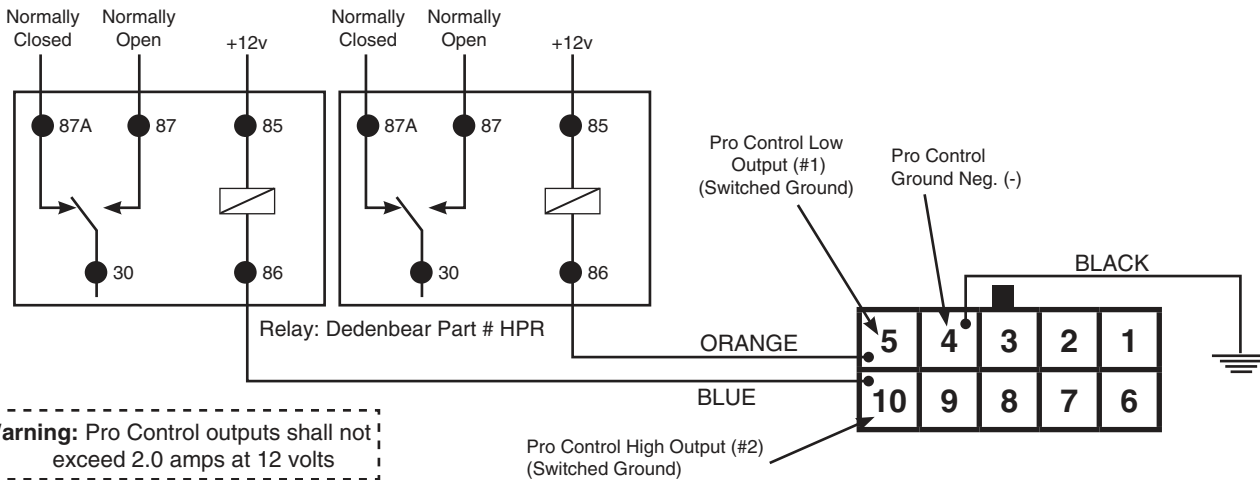 Normally
Closed
Normally
Open
+12v
Normally
Closed
Normally
Open
+12v
87A
87
85
87A
87
85
30
86
30
86
Relay: Dedenbear Part # HPR
Pro Control Low
Output (#1)
(Switched Ground)
Pro Control
Ground Neg. (-)
BLACK
ORANGE
BLUE
5 4 3 2 1
10 9 8 7 6
Pro Control High Output (#2)
(Switched Ground)
arning: Pro Control outputs shall not
exceed 2.0 amps at 12 volts